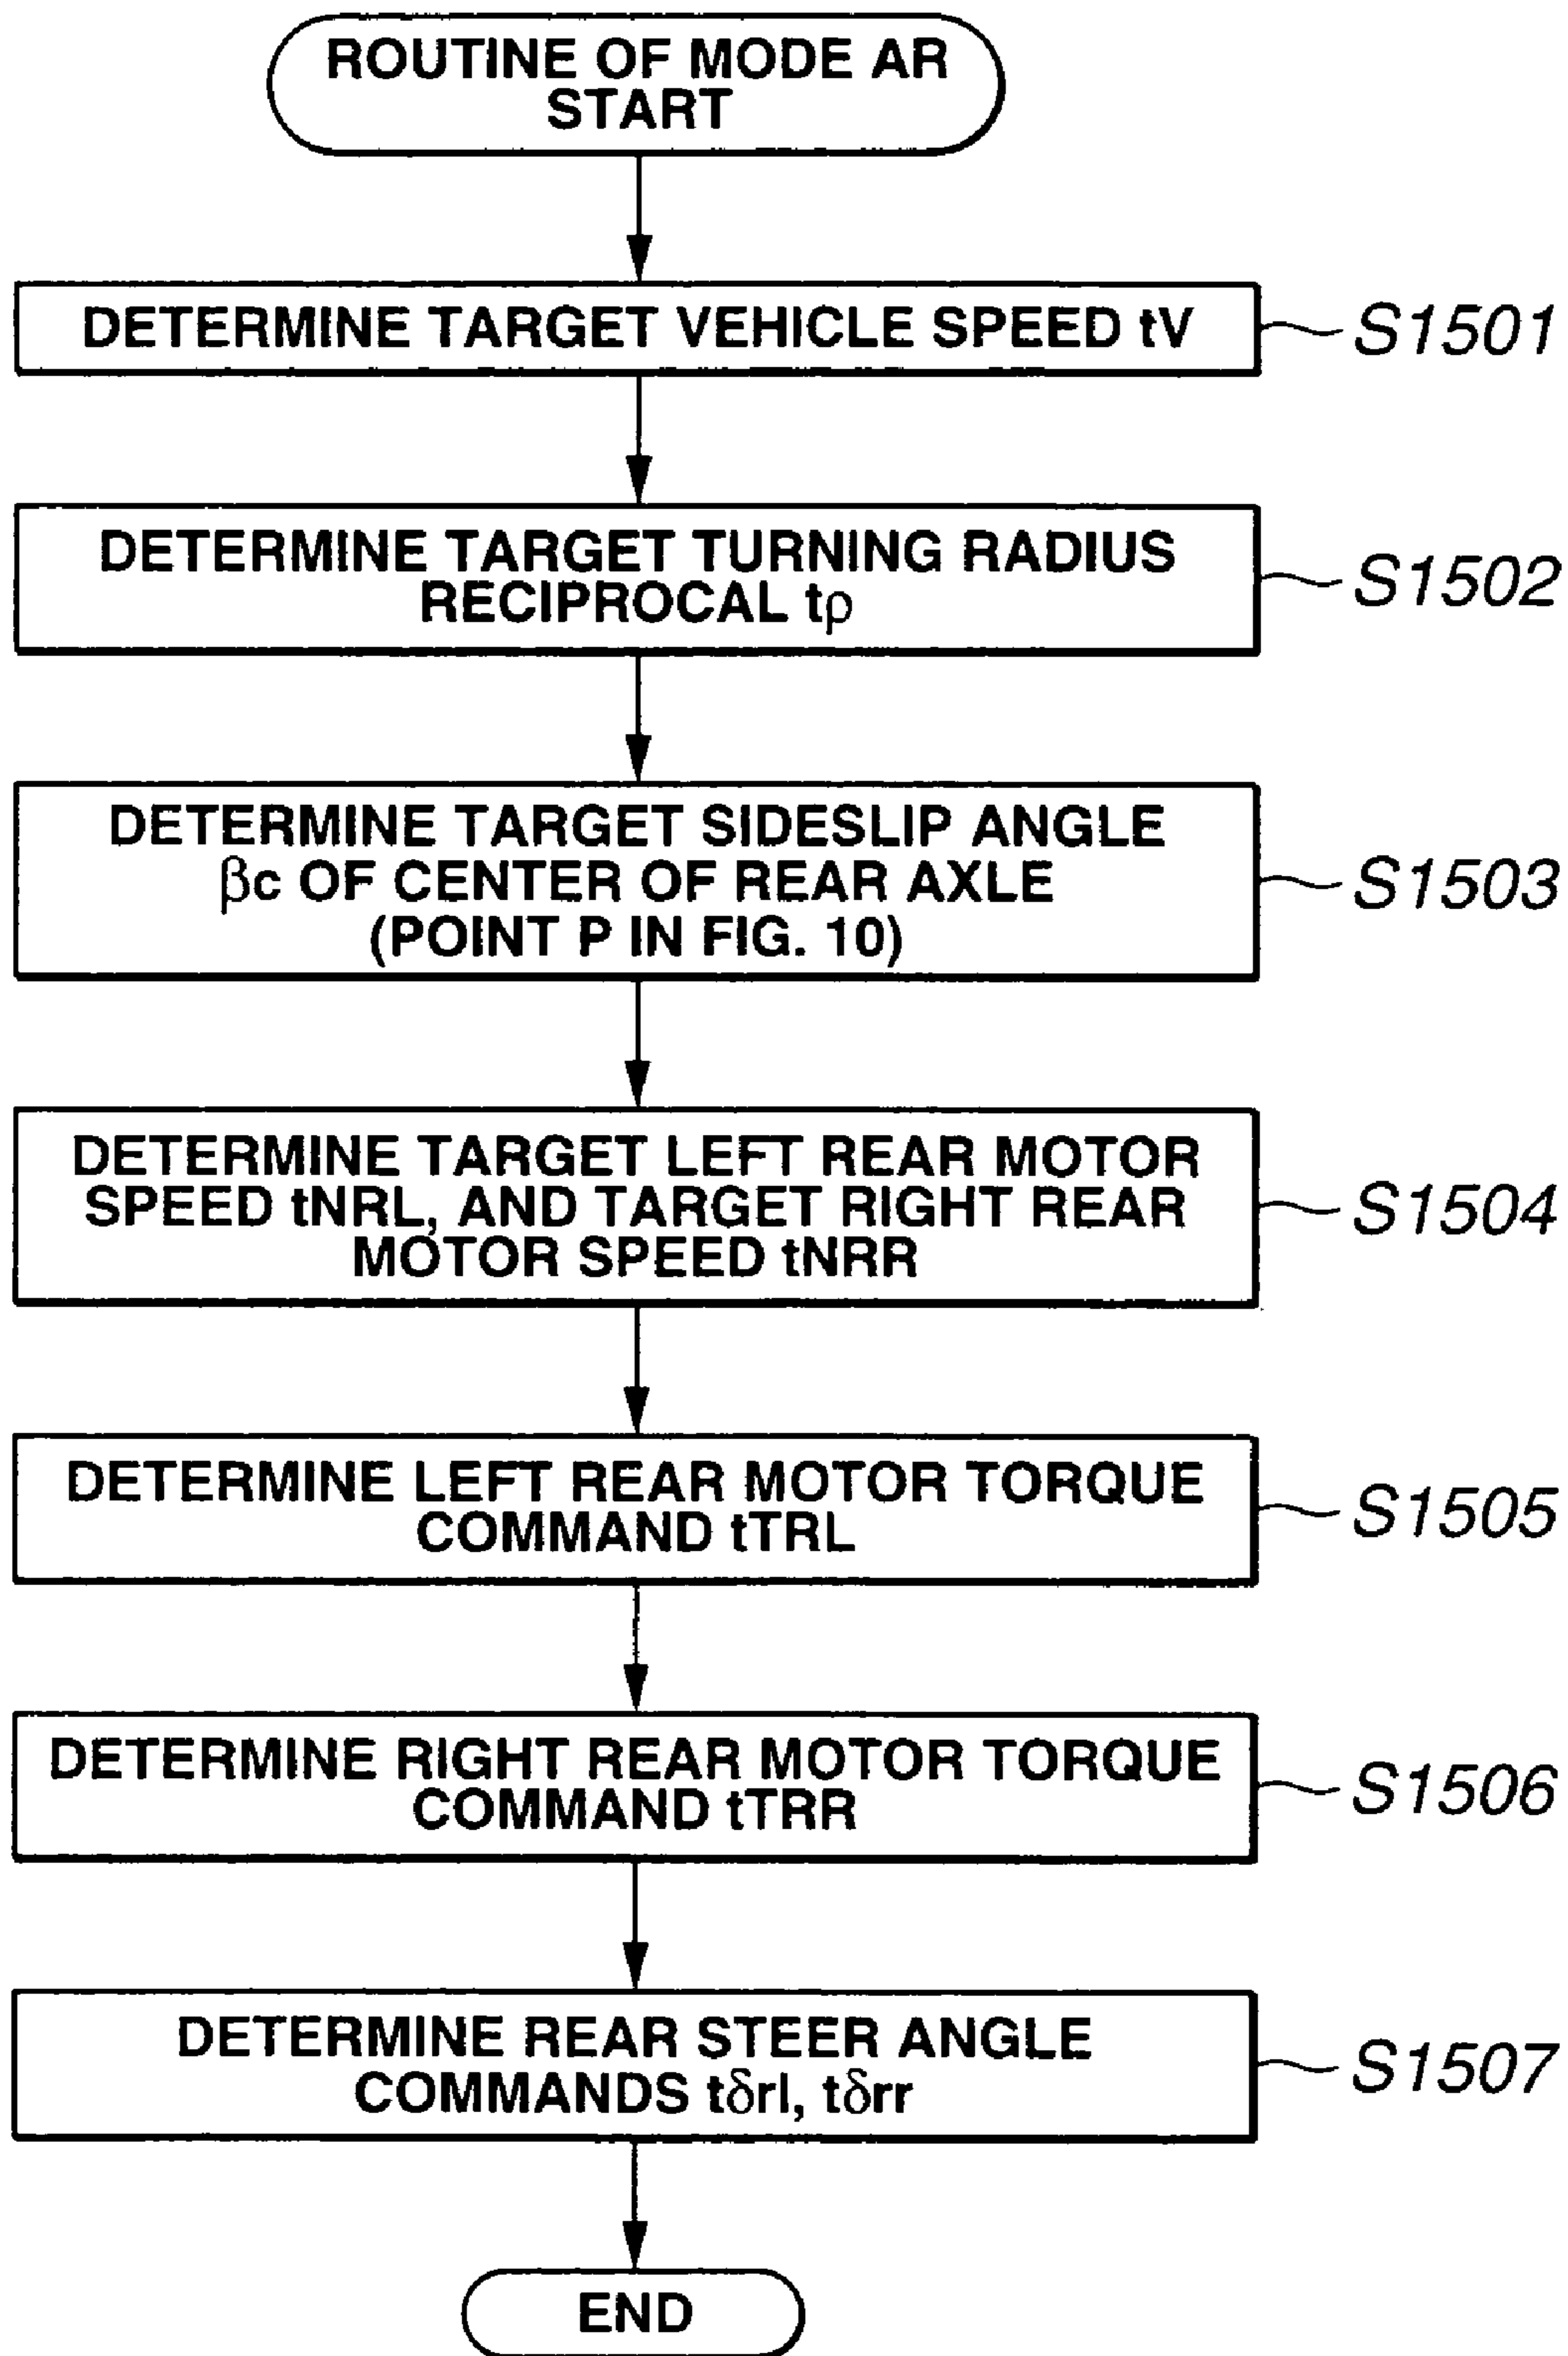 ROUTINE OF MODE AR
START
DETERMINE TARGET VEHICLE SPEED tV
S1501
DETERMINE TARGET TURNING RADIUS
RECIPROCAL tρ
S1502
DETERMINE TARGET SIDESLIP ANGLE
βc OF CENTER OF REAR AXLE
(POINT P IN FIG. 10)
S1503
DETERMINE TARGET LEFT REAR MOTOR
SPEED tNRL, AND TARGET RIGHT REAR
MOTOR SPEED tNRR
S1504
DETERMINE LEFT REAR MOTOR TORQUE
COMMAND tTRL
S1505
DETERMINE RIGHT REAR MOTOR TORQUE
COMMAND tTRR
S1506
DETERMINE REAR STEER ANGLE
COMMANDS tδrl, tδrr
S1507
END